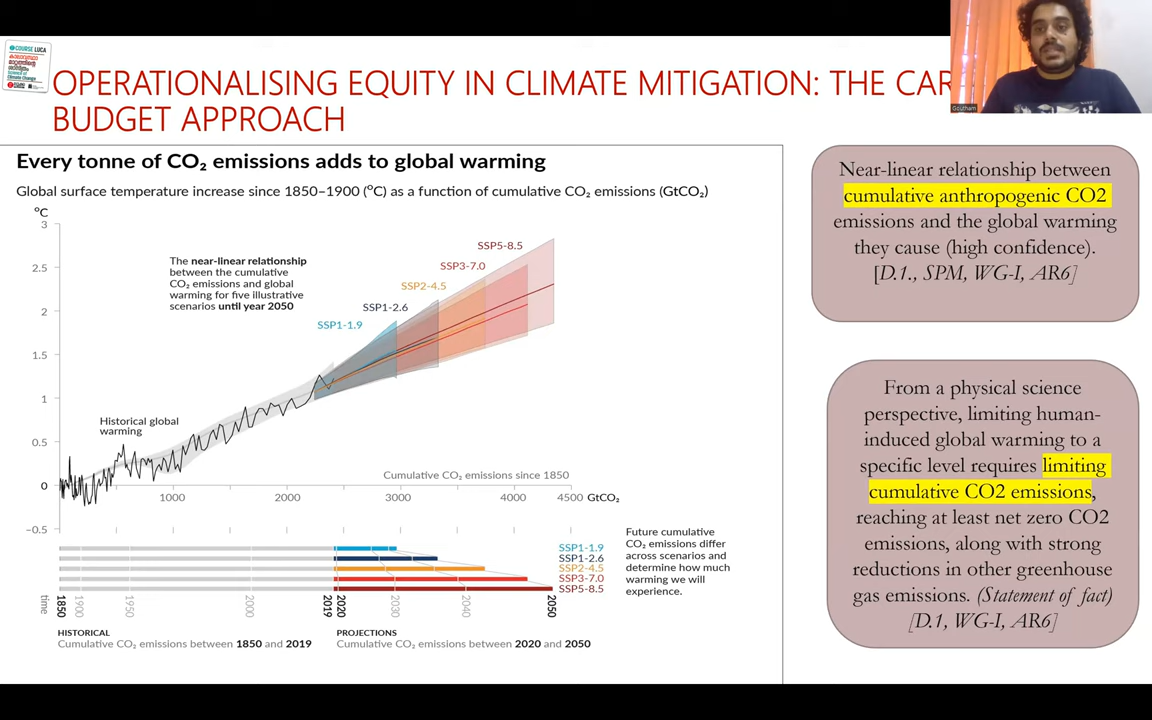 COURSE LUCA
Climate Change
OPERATIONALISING EQUITY IN CLIMATE MITIGATION: THE CAR
BUDGET APPROACH
Goutham
Every tonne of CO₂ emissions adds to global warming
Global surface temperature increase since 1850–1900 (ºC) as a function of cumulative CO₂ emissions (GtCO₂)
ºC
3
2.5
2
1.5
1
0.5
0
–0.5
The near-linear relationship
between the cumulative
CO₂ emissions and global
warming for five illustrative
scenarios until year 2050
SSP1-1.9
SSP1-2.6
SSP2-4.5
SSP3-7.0
SSP5-8.5
Historical global
warming
Cumulative CO₂ emissions since 1850
1000
2000
3000
4000
4500 GtCO₂
SSP1-1.9
SSP1-2.6
SSP2-4.5
SSP3-7.0
SSP5-8.5
time
1850
1900
1950
2000
2019
2020
2030
2040
2050
Future cumulative
CO₂ emissions differ
across scenarios and
determine how much
warming we will
experience.
HISTORICAL
Cumulative CO₂ emissions between 1850 and 2019
PROJECTIONS
Cumulative CO₂ emissions between 2020 and 2050
Near-linear relationship between
cumulative anthropogenic CO2
emissions and the global warming
they cause (high confidence).
[D.1., SPM, WG-I, AR6]
From a physical science
perspective, limiting human-
induced global warming to a
specific level requires limiting
cumulative CO2 emissions,
reaching at least net zero CO2
emissions, along with strong
reductions in other greenhouse
gas emissions. (Statement of fact)
[D.1, WG-I, AR6]